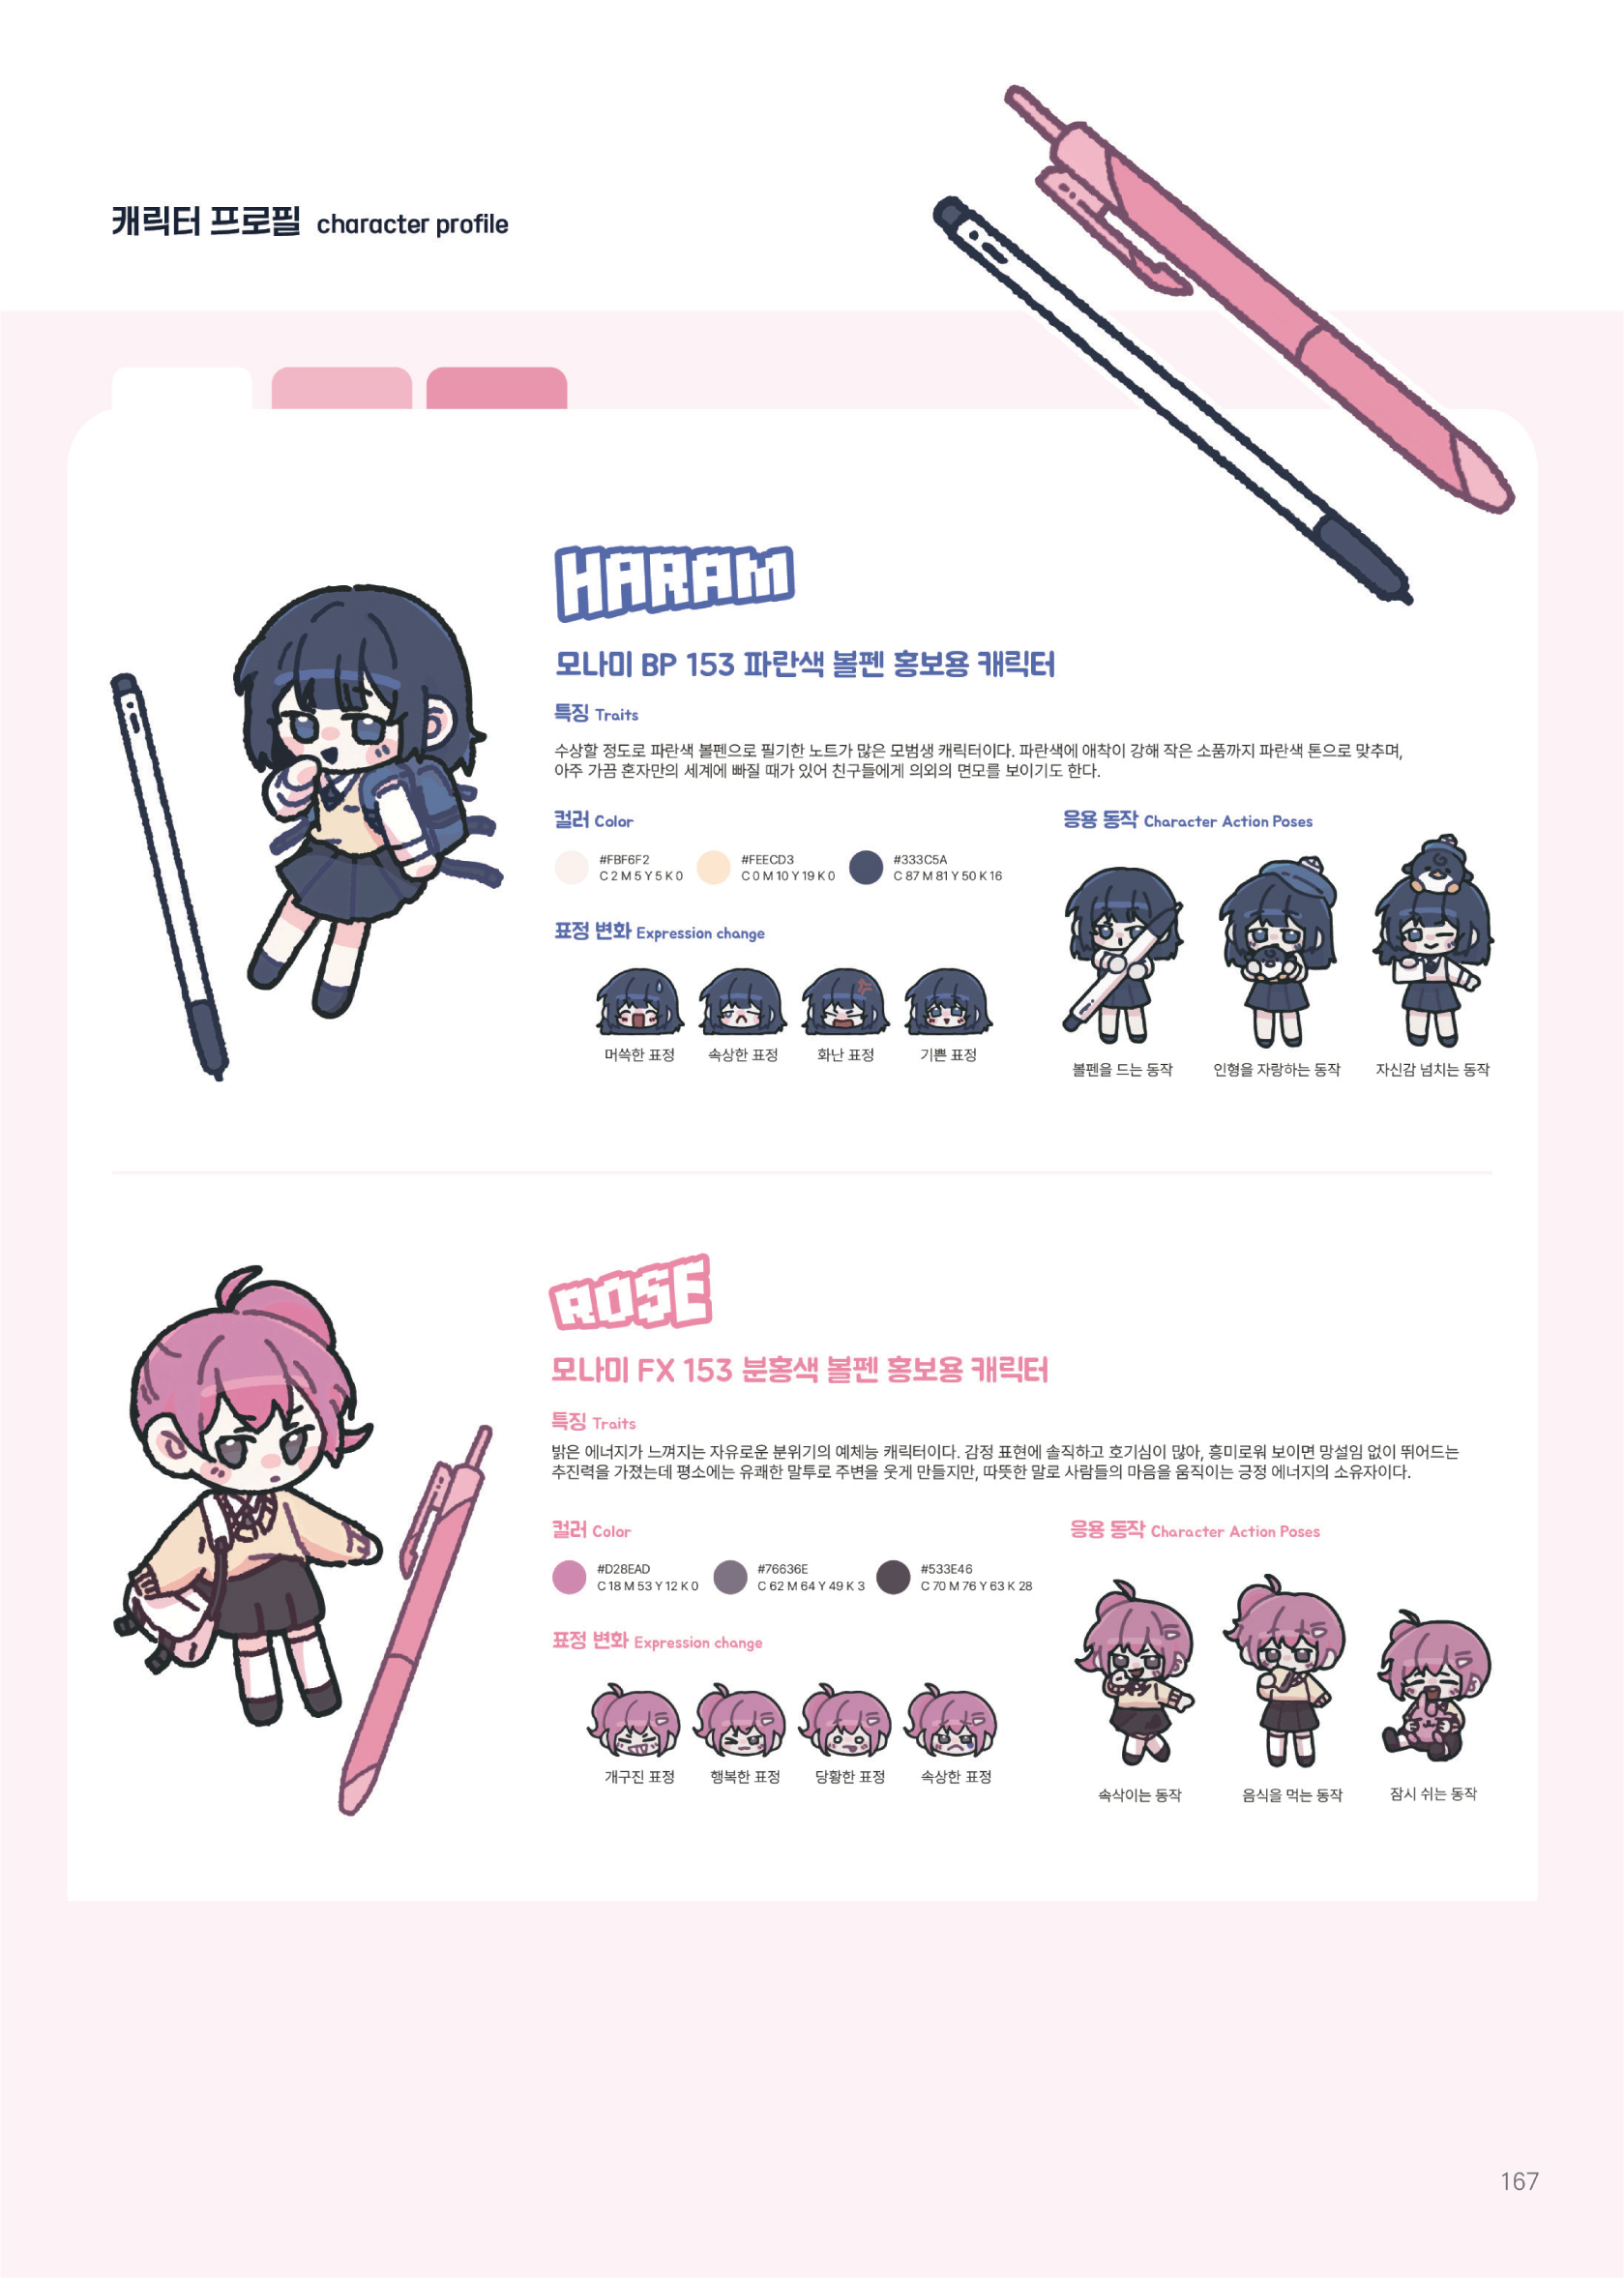 캐릭터 프로필 character profile
HARAM
모나미 BP 153 파란색 볼펜 홍보용 캐릭터
특징 Traits
수상할 정도로 파란색 볼펜으로 필기한 노트가 많은 모범생 캐릭터이다. 파란색에 애착이 강해 작은 소품까지 파란색 톤으로 맞추며,
아주 가끔 혼자만의 세계에 빠질 때가 있어 친구들에게 의외의 면모를 보이기도 한다.
컬러 Color
#FBF6F2
C 2 M 5 Y 5 K 0
#FEECD3
C 0 M 10 Y 19 K 0
#333C5A
C 87 M 81 Y 50 K 16
표정 변화 Expression change
머쓱한 표정
속상한 표정
화난 표정
기쁜 표정
응용 동작 Character Action Poses
볼펜을 드는 동작
인형을 자랑하는 동작
자신감 넘치는 동작
ROSE
모나미 FX 153 분홍색 볼펜 홍보용 캐릭터
특징 Traits
밝은 에너지가 느껴지는 자유로운 분위기의 예체능 캐릭터이다. 감정 표현에 솔직하고 호기심이 많아, 흥미로워 보이면 망설임 없이 뛰어드는
추진력을 가졌는데 평소에는 유쾌한 말투로 주변을 웃게 만들지만, 따뜻한 말로 사람들의 마음을 움직이는 긍정 에너지의 소유자이다.
컬러 Color
#D28EAD
C 18 M 53 Y 12 K 0
#76636E
C 62 M 64 Y 49 K 3
#533E46
C 70 M 76 Y 63 K 28
표정 변화 Expression change
개구진 표정
행복한 표정
당황한 표정
속상한 표정
응용 동작 Character Action Poses
속삭이는 동작
음식을 먹는 동작
잠시 쉬는 동작
167